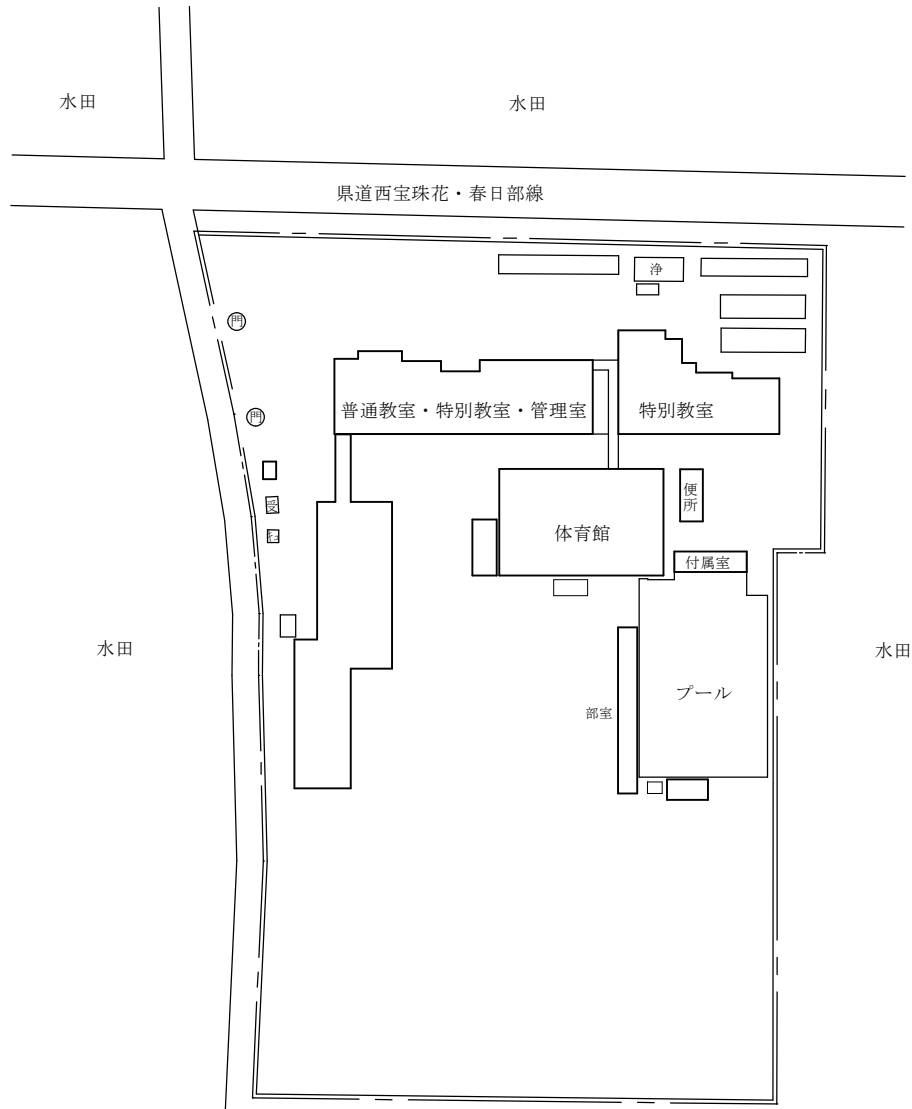 水田
水田
県道西宝珠花・春日部線
浄
門
普通教室・特別教室・管理室
特別教室
門
便所
受
体育館
付属室
水田
水田
プール
部室